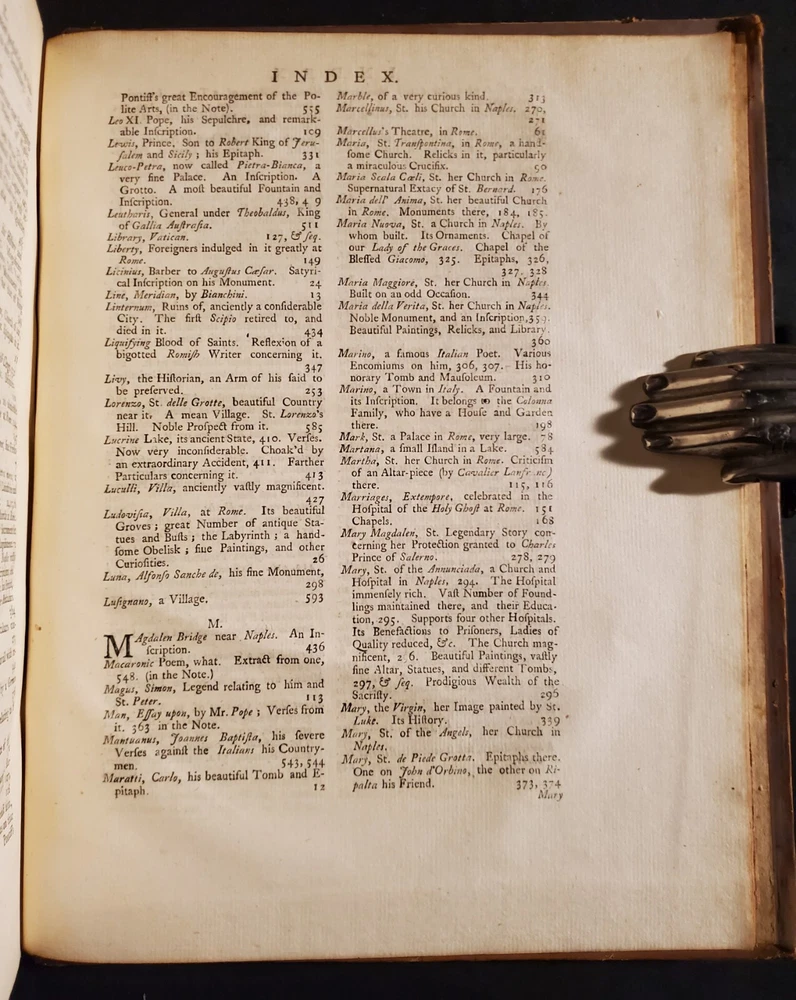 INDEX.
Pontiff's great Encouragement of the Po-
lite Arts, (in the Note). 555
Leo XI. Pope, his Sepulchre, and remark-
able Inſcription. 109
Lewis, Prince. Son to Robert King of Jeru-
ſalem and Sicily; his Epitaph. 331
Leuco-Petra, now called Pietra-Bianca, a
very fine Palace. An Inſcription. A
Grotto. A moſt beautiful Fountain and
Inſcription. 438, 4 9
Leutharis, General under Theobaldus, King
of Gallia Auſtraſia. 511
Library, Vatican. 127, & ſeq.
Liberty, Foreigners indulged in it greatly at
Rome. 149
Licinius, Barber to Auguſtus Cæſar. Satyri-
cal Inſcription on his Monument. 24
Line, Meridian, by Bianchini. 13
Linternum, Ruins of, anciently a conſiderable
City. The firſt Scipio retired to, and
died in it. 434
Liquifying Blood of Saints. Reflexion of a
bigotted Romiſh Writer concerning it.
347
Livy, the Hiſtorian, an Arm of his ſaid to
be preſerved. 253
Lorenzo, St. delle Grotte, beautiful Country
near it. A mean Village. St. Lorenzo's
Hill. Noble Proſpect from it. 585
Lucrine Lake, its ancient State, 410. Verſes.
Now very inconſiderable. Choak'd by
an extraordinary Accident, 411. Farther
Particulars concerning it. 413
Luculli, Villa, anciently vaſtly magnificent.
427
Ludoviſia, Villa, at Rome. Its beautiful
Groves; great Number of antique Sta-
tues and Buſts; the Labyrinth; a hand-
ſome Obelisk; fine Paintings, and other
Curioſities. 26
Luna, Alfonſo Sanche de, his fine Monument,
298
Luſignano, a Village. 593
M.
MAgdalen Bridge near Naples. An In-
ſcription. 436
Macaronic Poem, what. Extract from one,
548. (in the Note.)
Magus, Simon, Legend relating to him and
St. Peter. 113
Man, Eſſay upon, by Mr. Pope; Verſes from
it. 363 in the Note.
Mantuanus, Joannes Baptiſta, his ſevere
Verſes againſt the Italians his Country-
men. 543, 544
Maratti, Carlo, his beautiful Tomb and E-
pitaph. 12
Marble, of a very curious kind. 313
Marcellinus, St. his Church in Naples. 270,
271
Marcellus's Theatre, in Rome. 61
Maria, St. Tranſpontina, in Rome, a hand-
ſome Church. Relicks in it, particularly
a miraculous Crucifix. 50
Maria Scala Cœli, St. her Church in Rome.
Supernatural Extacy of St. Bernard. 176
Maria dell' Anima, St. her beautiful Church
in Rome. Monuments there, 184, 185.
Maria Nuova, St. a Church in Naples. By
whom built. Its Ornaments. Chapel of
our Lady of the Graces. Chapel of the
Bleſſed Giacomo, 325. Epitaphs, 326,
327, 328
Maria Maggiore, St. her Church in Naples.
Built on an odd Occaſion. 344
Maria della Verita, St. her Church in Naples.
Noble Monument, and an Inſcription, 359.
Beautiful Paintings, Relicks, and Library.
360
Marino, a famous Italian Poet. Various
Encomiums on him, 306, 307. His ho-
norary Tomb and Mauſoleum. 310
Marino, a Town in Italy. A Fountain and
its Inſcription. It belongs to the Colonna
Family, who have a Houſe and Garden
there. 198
Mark, St. a Palace in Rome, very large. 78
Martana, a ſmall Iſland in a Lake. 584
Martha, St. her Church in Rome. Criticiſm
of an Altar-piece (by Cavalier Lanfr nc)
there. 115, 116
Marriages, Extempore, celebrated in the
Hoſpital of the Holy Ghoſt at Rome. 151
Chapels. 168
Mary Magdalen, St. Legendary Story con-
cerning her Protection granted to Charles
Prince of Salerno. 278, 279
Mary, St. of the Annunciada, a Church and
Hoſpital in Naples, 294. The Hoſpital
immenſely rich. Vaſt Number of Found-
lings maintained there, and their Educa-
tion, 295. Supports four other Hoſpitals.
Its Benefactions to Priſoners, Ladies of
Quality reduced, &c. The Church mag-
nificent, 2 6. Beautiful Paintings, vaſtly
fine Altar, Statues, and different Tombs,
297, & ſeq. Prodigious Wealth of the
Sacriſty. 296
Mary, the Virgin, her Image painted by St.
Luke. Its Hiſtory. 339
Mary, St. of the Angels, her Church in
Naples.
Mary, St. de Piede Grotta. Epitaphs there.
One on John d'Orbino, the other on Ri-
palta his Friend. 373, 374
Mary